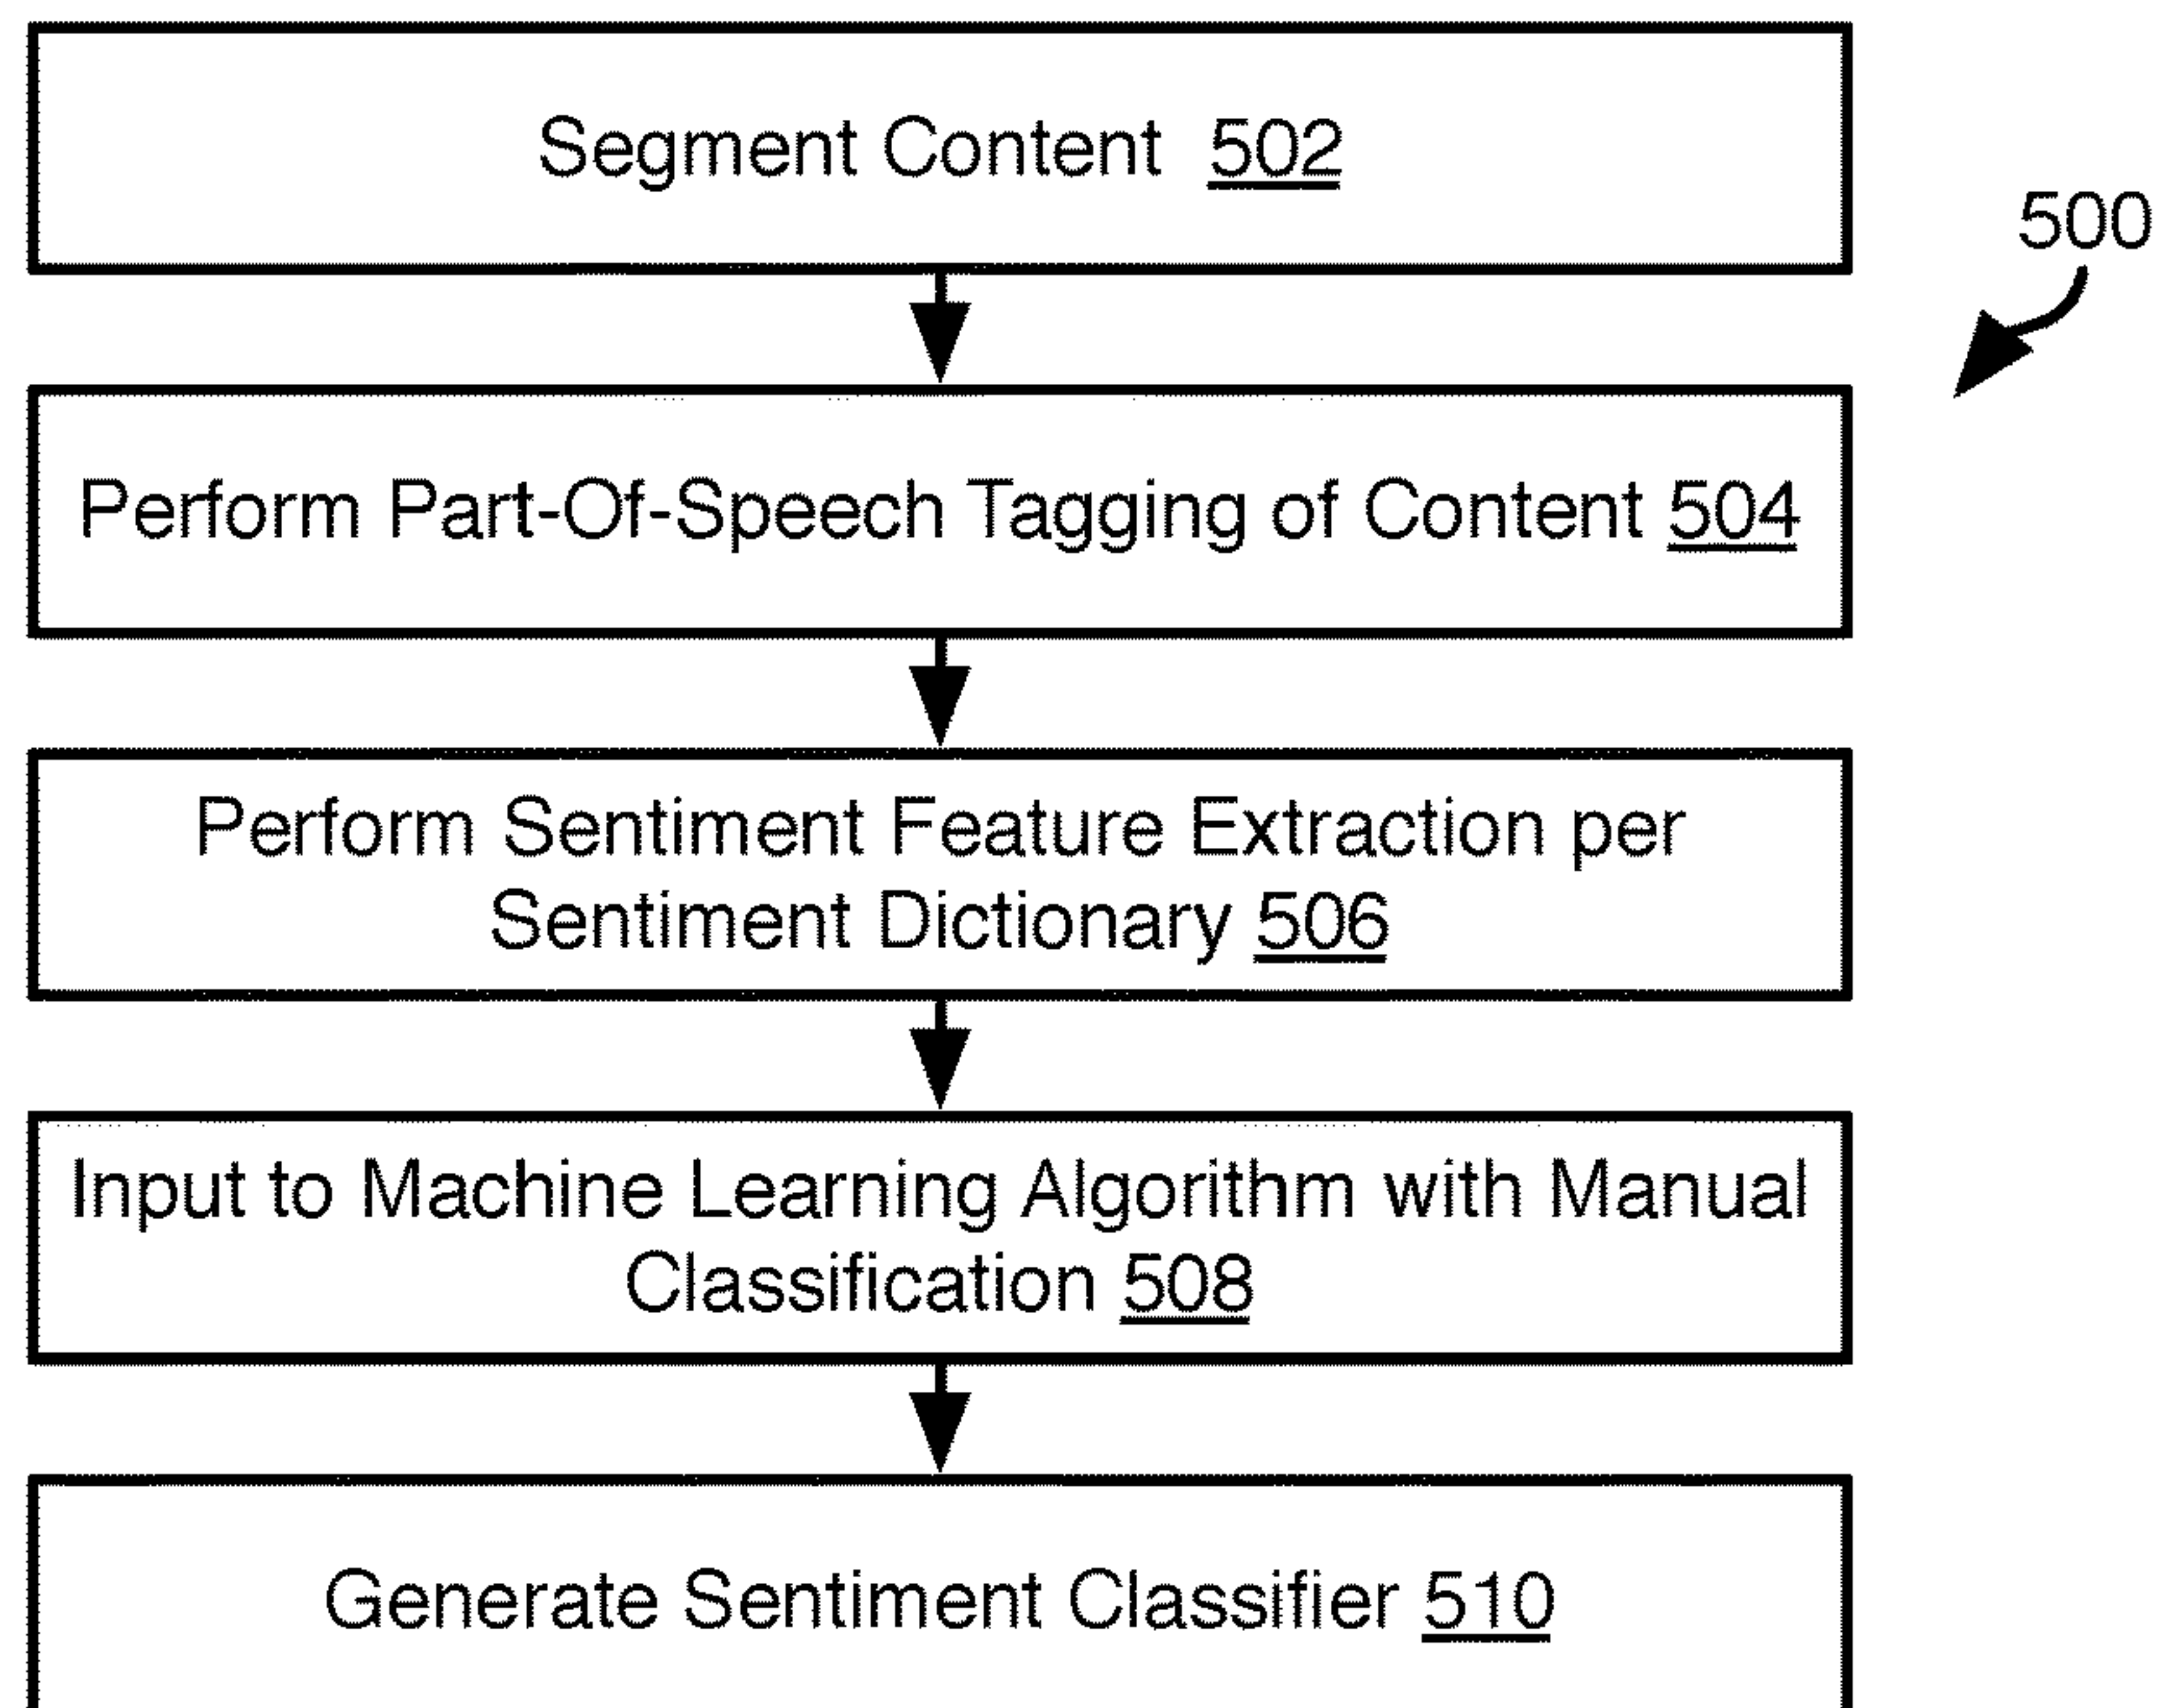 Segment Content 502
500
Perform Part-Of-Speech Tagging of Content 504
Perform Sentiment Feature Extraction per
Sentiment Dictionary 506
Input to Machine Learning Algorithm with Manual
Classification 508
Generate Sentiment Classifier 510